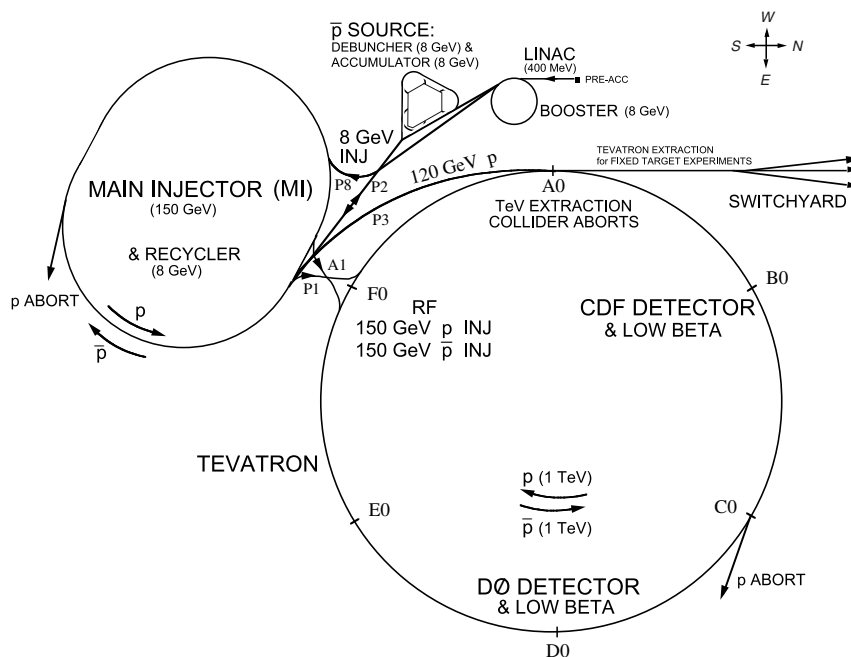 p̅ SOURCE:
DEBUNCHER (8 GeV) &
ACCUMULATOR (8 GeV)
LINAC
(400 MeV)
PRE-ACC
BOOSTER (8 GeV)
W
S
N
E
8 GeV
INJ
P8
P2
120 GeV p
P3
MAIN INJECTOR (MI)
(150 GeV)
& RECYCLER
(8 GeV)
A1
P1
p ABORT
p
p̅
TEVATRON EXTRACTION
for FIXED TARGET EXPERIMENTS
A0
SWITCHYARD
TeV EXTRACTION
COLLIDER ABORTS
F0
B0
RF
150 GeV p INJ
150 GeV p̅ INJ
CDF DETECTOR
& LOW BETA
TEVATRON
p (1 TeV)
p̅ (1 TeV)
E0
C0
p ABORT
DØ DETECTOR
& LOW BETA
D0